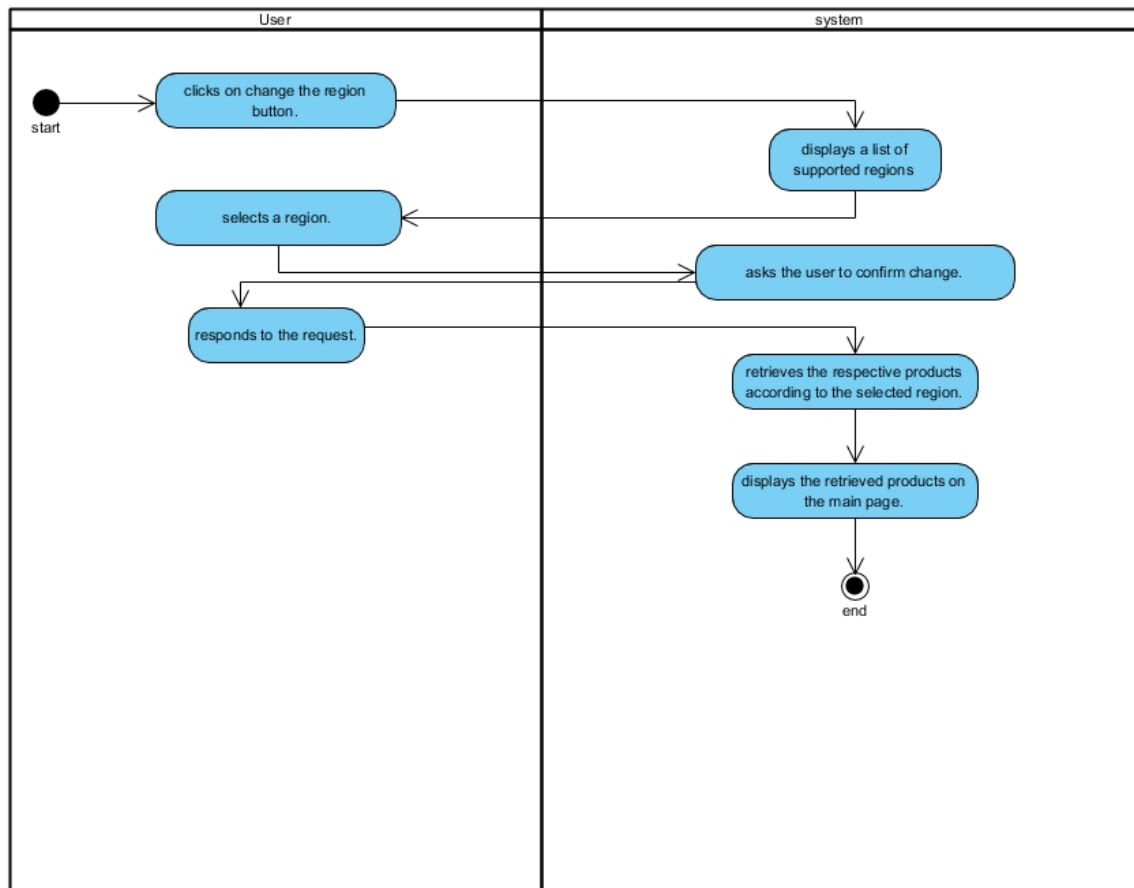 User
system
start
clicks on change the region
button.
displays a list of
supported regions
selects a region.
asks the user to confirm change.
responds to the request.
retrieves the respective products
according to the selected region.
displays the retrieved products on
the main page.
end